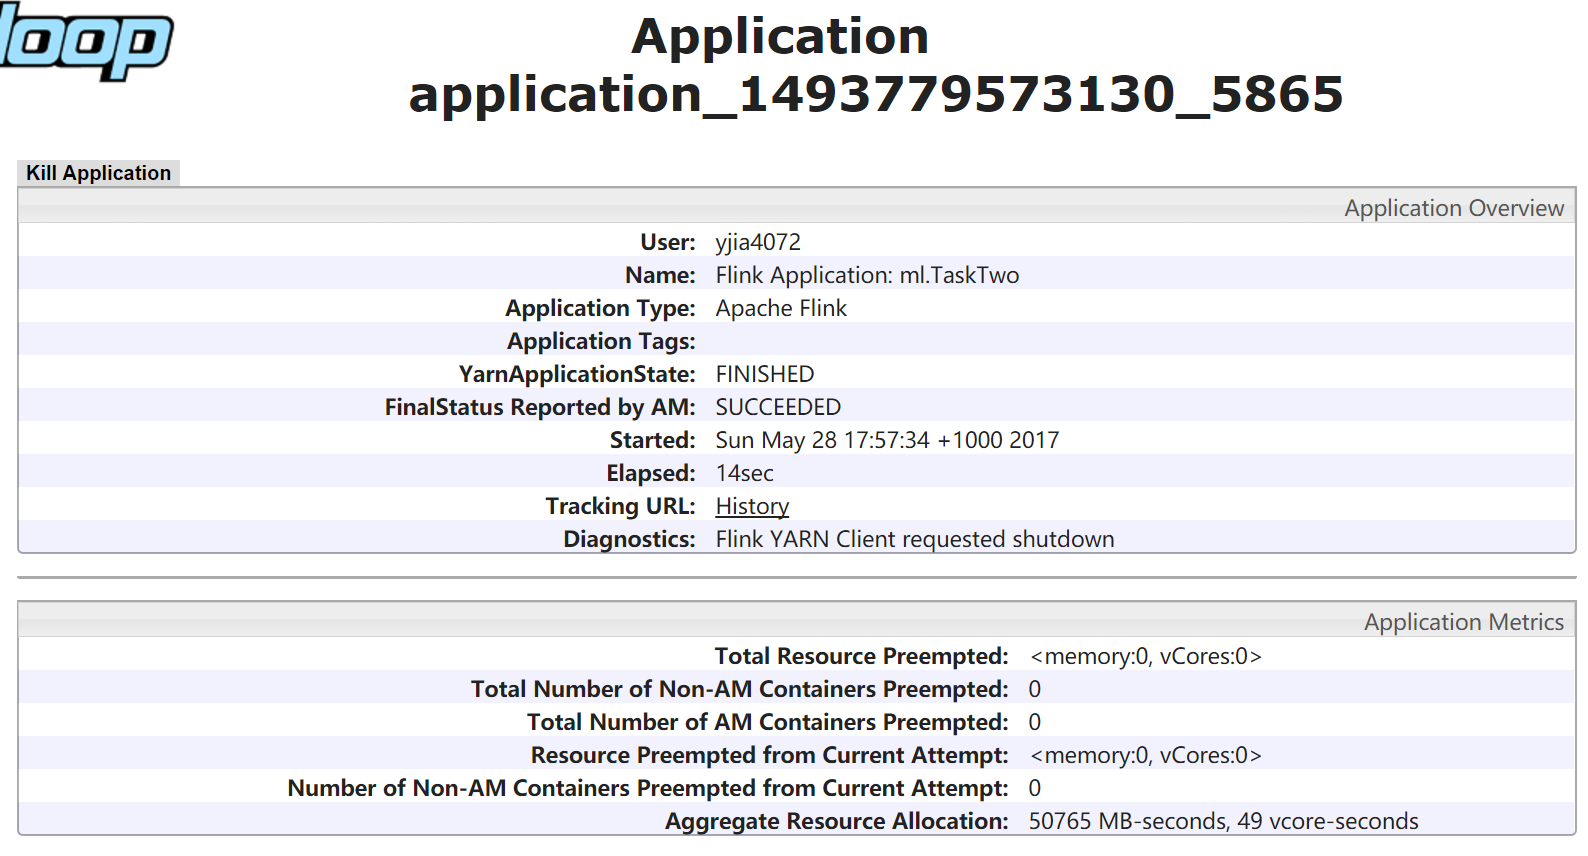 loop
Application
application_1493779573130_5865
Kill Application
Application Overview
User: yjia4072
Name: Flink Application: ml.TaskTwo
Application Type: Apache Flink
Application Tags:
YarnApplicationState: FINISHED
FinalStatus Reported by AM: SUCCEEDED
Started: Sun May 28 17:57:34 +1000 2017
Elapsed: 14sec
Tracking URL: History
Diagnostics: Flink YARN Client requested shutdown
Application Metrics
Total Resource Preempted: <memory:0, vCores:0>
Total Number of Non-AM Containers Preempted: 0
Total Number of AM Containers Preempted: 0
Resource Preempted from Current Attempt: <memory:0, vCores:0>
Number of Non-AM Containers Preempted from Current Attempt: 0
Aggregate Resource Allocation: 50765 MB-seconds, 49 vcore-seconds